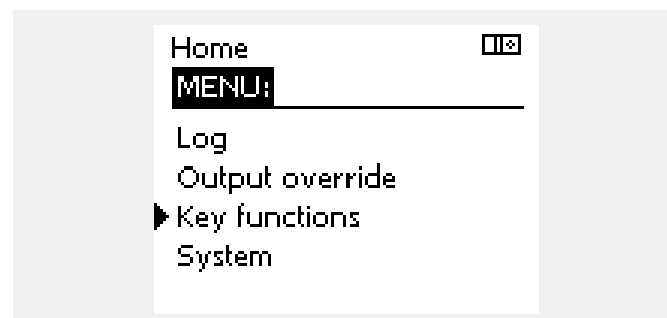 Home
MENU:
Log
Output override
Key functions
System